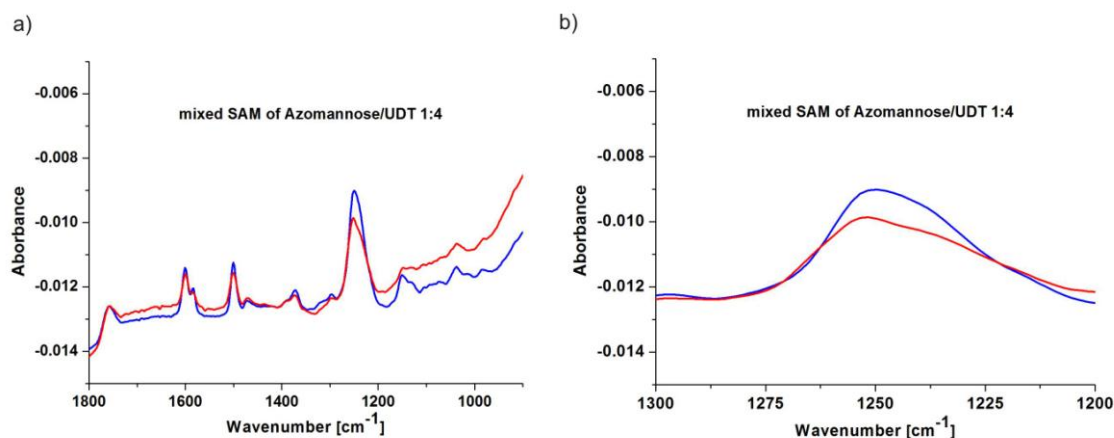 a)
mixed SAM of Azomannose/UDT 1:4
Absorbance
-0.006
-0.008
-0.010
-0.012
-0.014
1800 1600 1400 1200 1000
Wavenumber [cm-1]
b)
mixed SAM of Azomannose/UDT 1:4
Absorbance
-0.006
-0.008
-0.010
-0.012
-0.014
1300 1275 1250 1225 1200
Wavenumber [cm-1]